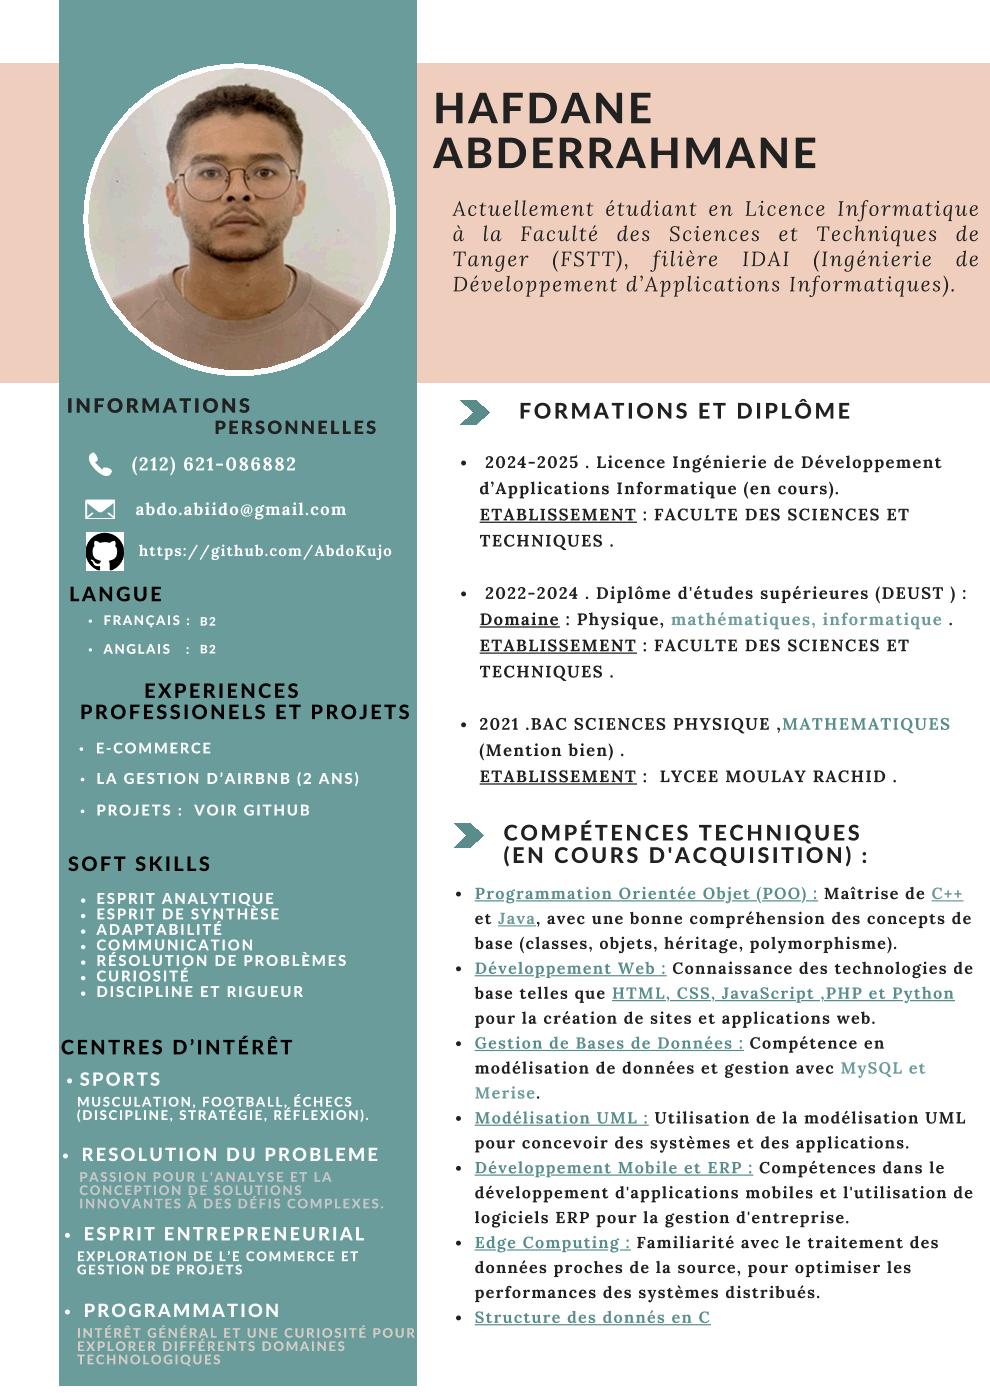 HAFDANE
ABDERRAHMANE
Actuellement étudiant en Licence Informatique
à la Faculté des Sciences et Techniques de
Tanger (FSTT), filière IDAI (Ingénierie de
Développement d’Applications Informatiques).
INFORMATIONS
PERSONNELLES
(212) 621-086882
abdo.abiido@gmail.com
https://github.com/AbdoKujo
LANGUE
• FRANÇAIS : B2
• ANGLAIS : B2
EXPERIENCES
PROFESSIONELS ET PROJETS
• E-COMMERCE
• LA GESTION D’AIRBNB (2 ANS)
• PROJETS : VOIR GITHUB
SOFT SKILLS
• ESPRIT ANALYTIQUE
• ESPRIT DE SYNTHÈSE
• ADAPTABILITÉ
• COMMUNICATION
• RÉSOLUTION DE PROBLÈMES
• CURIOSITÉ
• DISCIPLINE ET RIGUEUR
CENTRES D’INTÉRÊT
• SPORTS
MUSCULATION, FOOTBALL, ÉCHECS
(DISCIPLINE, STRATÉGIE, RÉFLEXION).
• RESOLUTION DU PROBLEME
PASSION POUR L'ANALYSE ET LA
CONCEPTION DE SOLUTIONS
INNOVANTES À DES DÉFIS COMPLEXES.
• ESPRIT ENTREPRENEURIAL
EXPLORATION DE L’E COMMERCE ET
GESTION DE PROJETS
• PROGRAMMATION
INTÉRÊT GÉNÉRAL ET UNE CURIOSITÉ POUR
EXPLORER DIFFÉRENTS DOMAINES
TECHNOLOGIQUES
FORMATIONS ET DIPLÔME
• 2024-2025 . Licence Ingénierie de Développement
d’Applications Informatique (en cours).
ETABLISSEMENT : FACULTE DES SCIENCES ET
TECHNIQUES .
• 2022-2024 . Diplôme d'études supérieures (DEUST ) :
Domaine : Physique, mathématiques, informatique .
ETABLISSEMENT : FACULTE DES SCIENCES ET
TECHNIQUES .
• 2021 .BAC SCIENCES PHYSIQUE ,MATHEMATIQUES
(Mention bien) .
ETABLISSEMENT : LYCEE MOULAY RACHID .
COMPÉTENCES TECHNIQUES
(EN COURS D'ACQUISITION) :
• Programmation Orientée Objet (POO) : Maîtrise de C++
et Java, avec une bonne compréhension des concepts de
base (classes, objets, héritage, polymorphisme).
• Développement Web : Connaissance des technologies de
base telles que HTML, CSS, JavaScript ,PHP et Python
pour la création de sites et applications web.
• Gestion de Bases de Données : Compétence en
modélisation de données et gestion avec MySQL et
Merise.
• Modélisation UML : Utilisation de la modélisation UML
pour concevoir des systèmes et des applications.
• Développement Mobile et ERP : Compétences dans le
développement d'applications mobiles et l'utilisation de
logiciels ERP pour la gestion d'entreprise.
• Edge Computing : Familiarité avec le traitement des
données proches de la source, pour optimiser les
performances des systèmes distribués.
• Structure des donnés en C